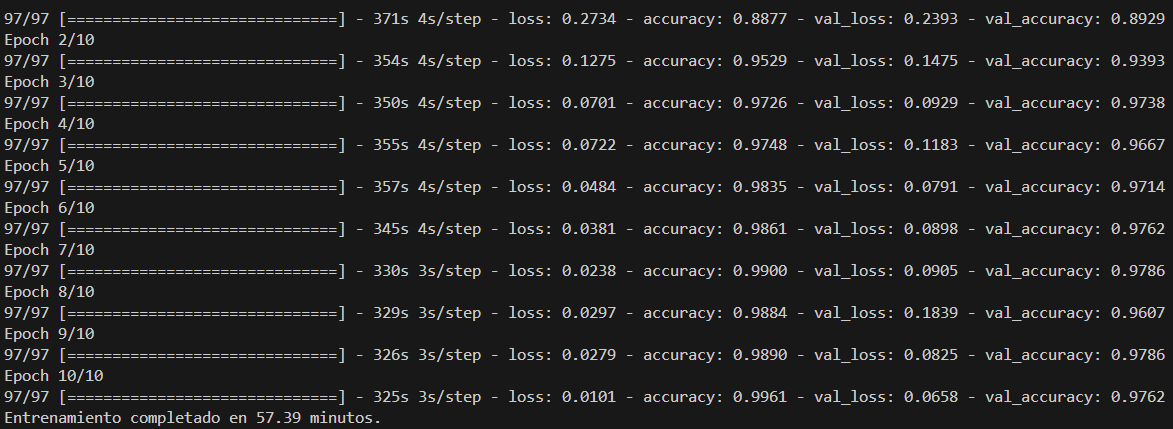 97/97 [==============================] - 371s 4s/step - loss: 0.2734 - accuracy: 0.8877 - val_loss: 0.2393 - val_accuracy: 0.8929
Epoch 2/10
97/97 [==============================] - 354s 4s/step - loss: 0.1275 - accuracy: 0.9529 - val_loss: 0.1475 - val_accuracy: 0.9393
Epoch 3/10
97/97 [==============================] - 350s 4s/step - loss: 0.0701 - accuracy: 0.9726 - val_loss: 0.0929 - val_accuracy: 0.9738
Epoch 4/10
97/97 [==============================] - 355s 4s/step - loss: 0.0722 - accuracy: 0.9748 - val_loss: 0.1183 - val_accuracy: 0.9667
Epoch 5/10
97/97 [==============================] - 357s 4s/step - loss: 0.0484 - accuracy: 0.9835 - val_loss: 0.0791 - val_accuracy: 0.9714
Epoch 6/10
97/97 [==============================] - 345s 4s/step - loss: 0.0381 - accuracy: 0.9861 - val_loss: 0.0898 - val_accuracy: 0.9762
Epoch 7/10
97/97 [==============================] - 330s 3s/step - loss: 0.0238 - accuracy: 0.9900 - val_loss: 0.0905 - val_accuracy: 0.9786
Epoch 8/10
97/97 [==============================] - 329s 3s/step - loss: 0.0297 - accuracy: 0.9884 - val_loss: 0.1839 - val_accuracy: 0.9607
Epoch 9/10
97/97 [==============================] - 326s 3s/step - loss: 0.0279 - accuracy: 0.9890 - val_loss: 0.0825 - val_accuracy: 0.9786
Epoch 10/10
97/97 [==============================] - 325s 3s/step - loss: 0.0101 - accuracy: 0.9961 - val_loss: 0.0658 - val_accuracy: 0.9762
Entrenamiento completado en 57.39 minutos.